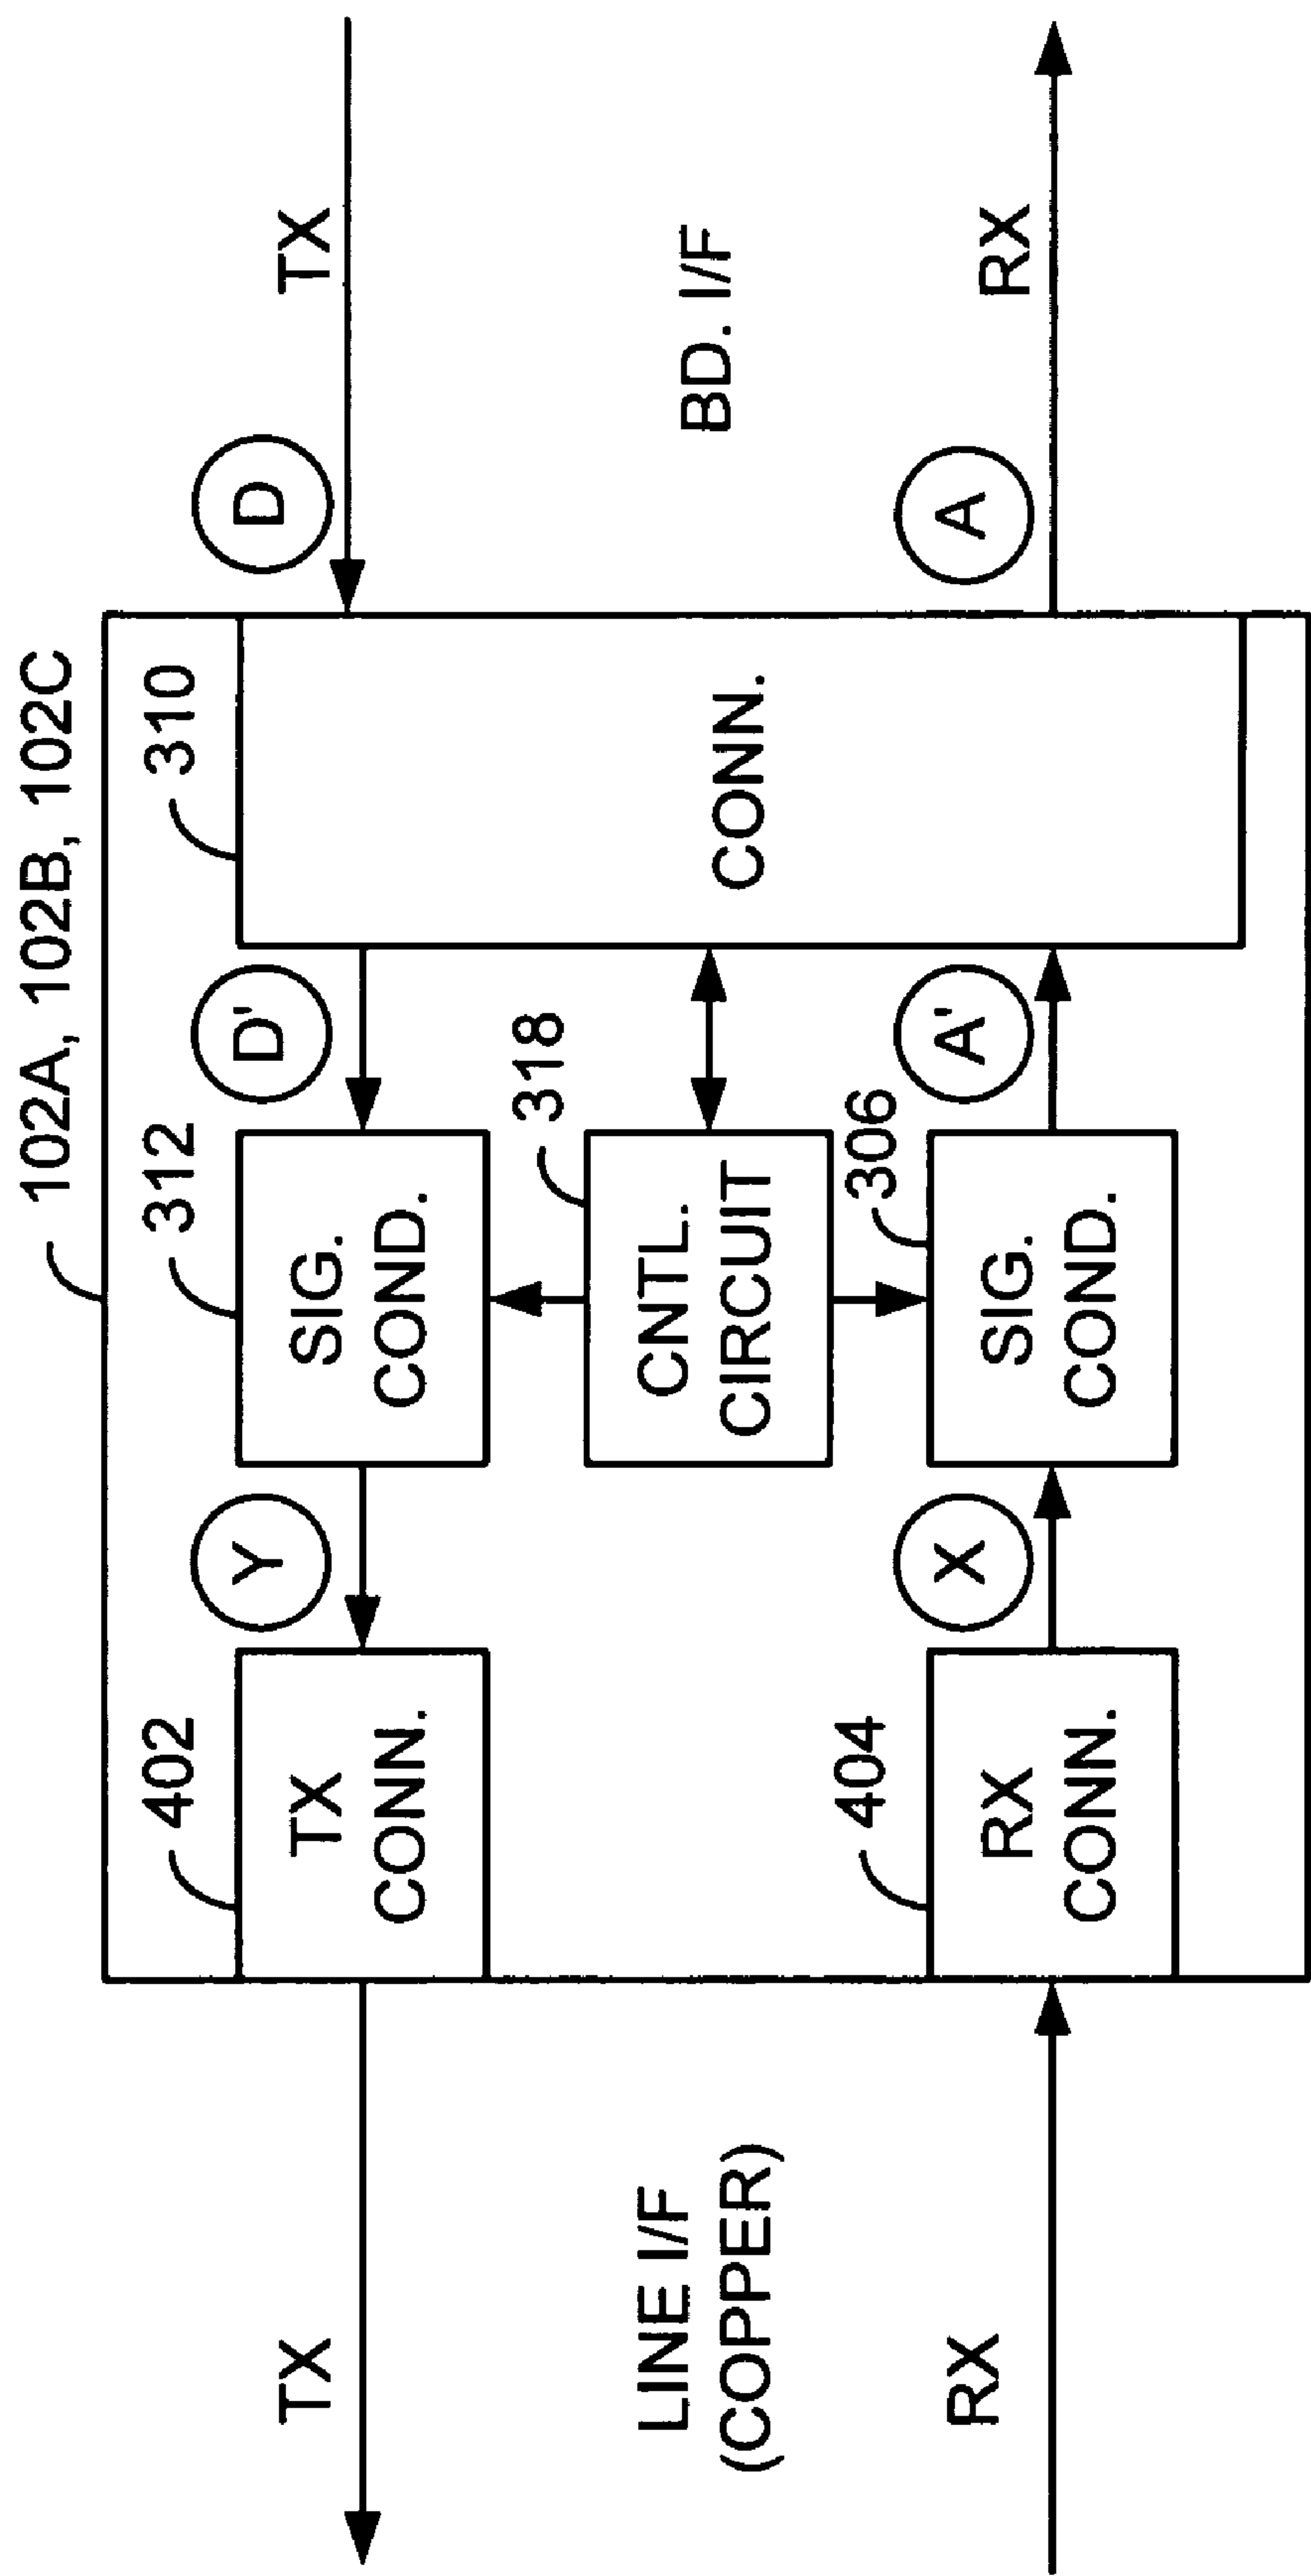 102A, 102B, 102C
402
Y
312
D'
310
D
TX
TX
TX
CONN.
SIG.
COND.
318
CONN.
LINE I/F
(COPPER)
CNTL.
CIRCUIT
BD. I/F
404
X
306
A'
A
RX
RX
RX
CONN.
SIG.
COND.